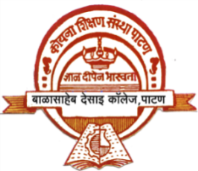 कोयना शिक्षण संस्था पाटण
ज्ञान दीपेन भास्वता
बाळासाहेब देसाई कॉलेज,पाटण